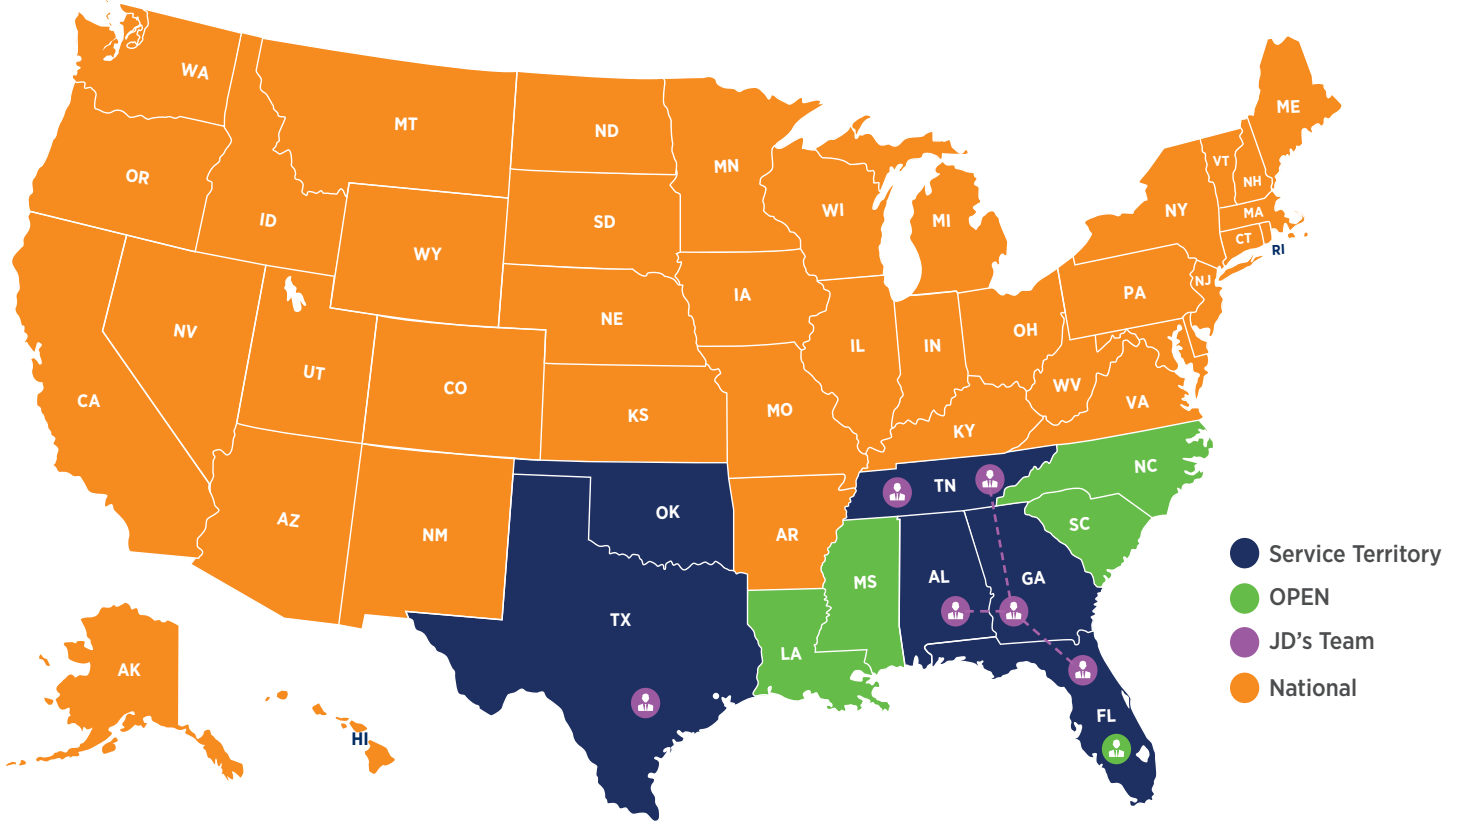 WA
MT
ND
MN
OR
ID
WY
SD
WI
MI
ME
VT
NH
NY
MA
CT
RI
NV
UT
CO
NE
IA
IL
IN
OH
PA
NJ
CA
KS
MO
KY
WV
VA
AZ
NM
OK
AR
TN
NC
SC
TX
LA
MS
AL
GA
FL
AK
HI
Service Territory
OPEN
JD's Team
National